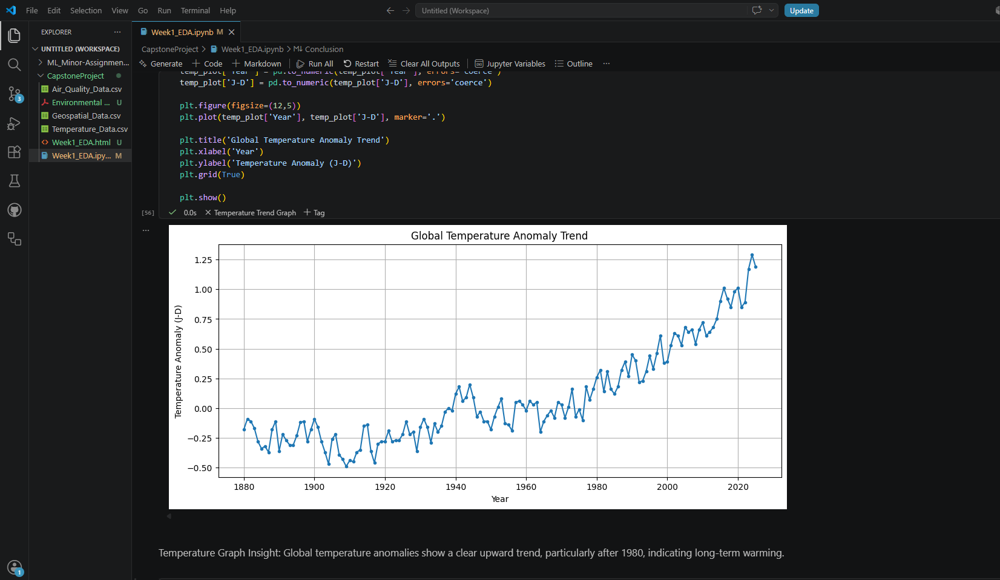 File Edit Selection View Go Run Terminal Help
Untitled (Workspace)
Update
EXPLORER ...
UNTITLED (WORKSPACE)
ML_Minor-Assignmen...
CapstoneProject
Air_Quality_Data.csv
Environmental ... U
Geospatial_Data.csv
Temperature_Data.csv
Week1_EDA.html U
Week1_EDA.ipy... M
3
1
Week1_EDA.ipynb M
CapstoneProject > Week1_EDA.ipynb > M↓ Conclusion
Generate + Code + Markdown Run All Restart Clear All Outputs Jupyter Variables Outline ...
temp_plot['Year'] = pd.to_numeric(temp_plot['Year'], errors='coerce')
temp_plot['J-D'] = pd.to_numeric(temp_plot['J-D'], errors='coerce')
plt.figure(figsize=(12,5))
plt.plot(temp_plot['Year'], temp_plot['J-D'], marker='.')
plt.title('Global Temperature Anomaly Trend')
plt.xlabel('Year')
plt.ylabel('Temperature Anomaly (J-D)')
plt.grid(True)
plt.show()
[56] 0.0s Temperature Trend Graph + Tag
...
Global Temperature Anomaly Trend
Temperature Anomaly (J-D)
1.25
1.00
0.75
0.50
0.25
0.00
−0.25
−0.50
1880 1900 1920 1940 1960 1980 2000 2020
Year
Temperature Graph Insight: Global temperature anomalies show a clear upward trend, particularly after 1980, indicating long-term warming.